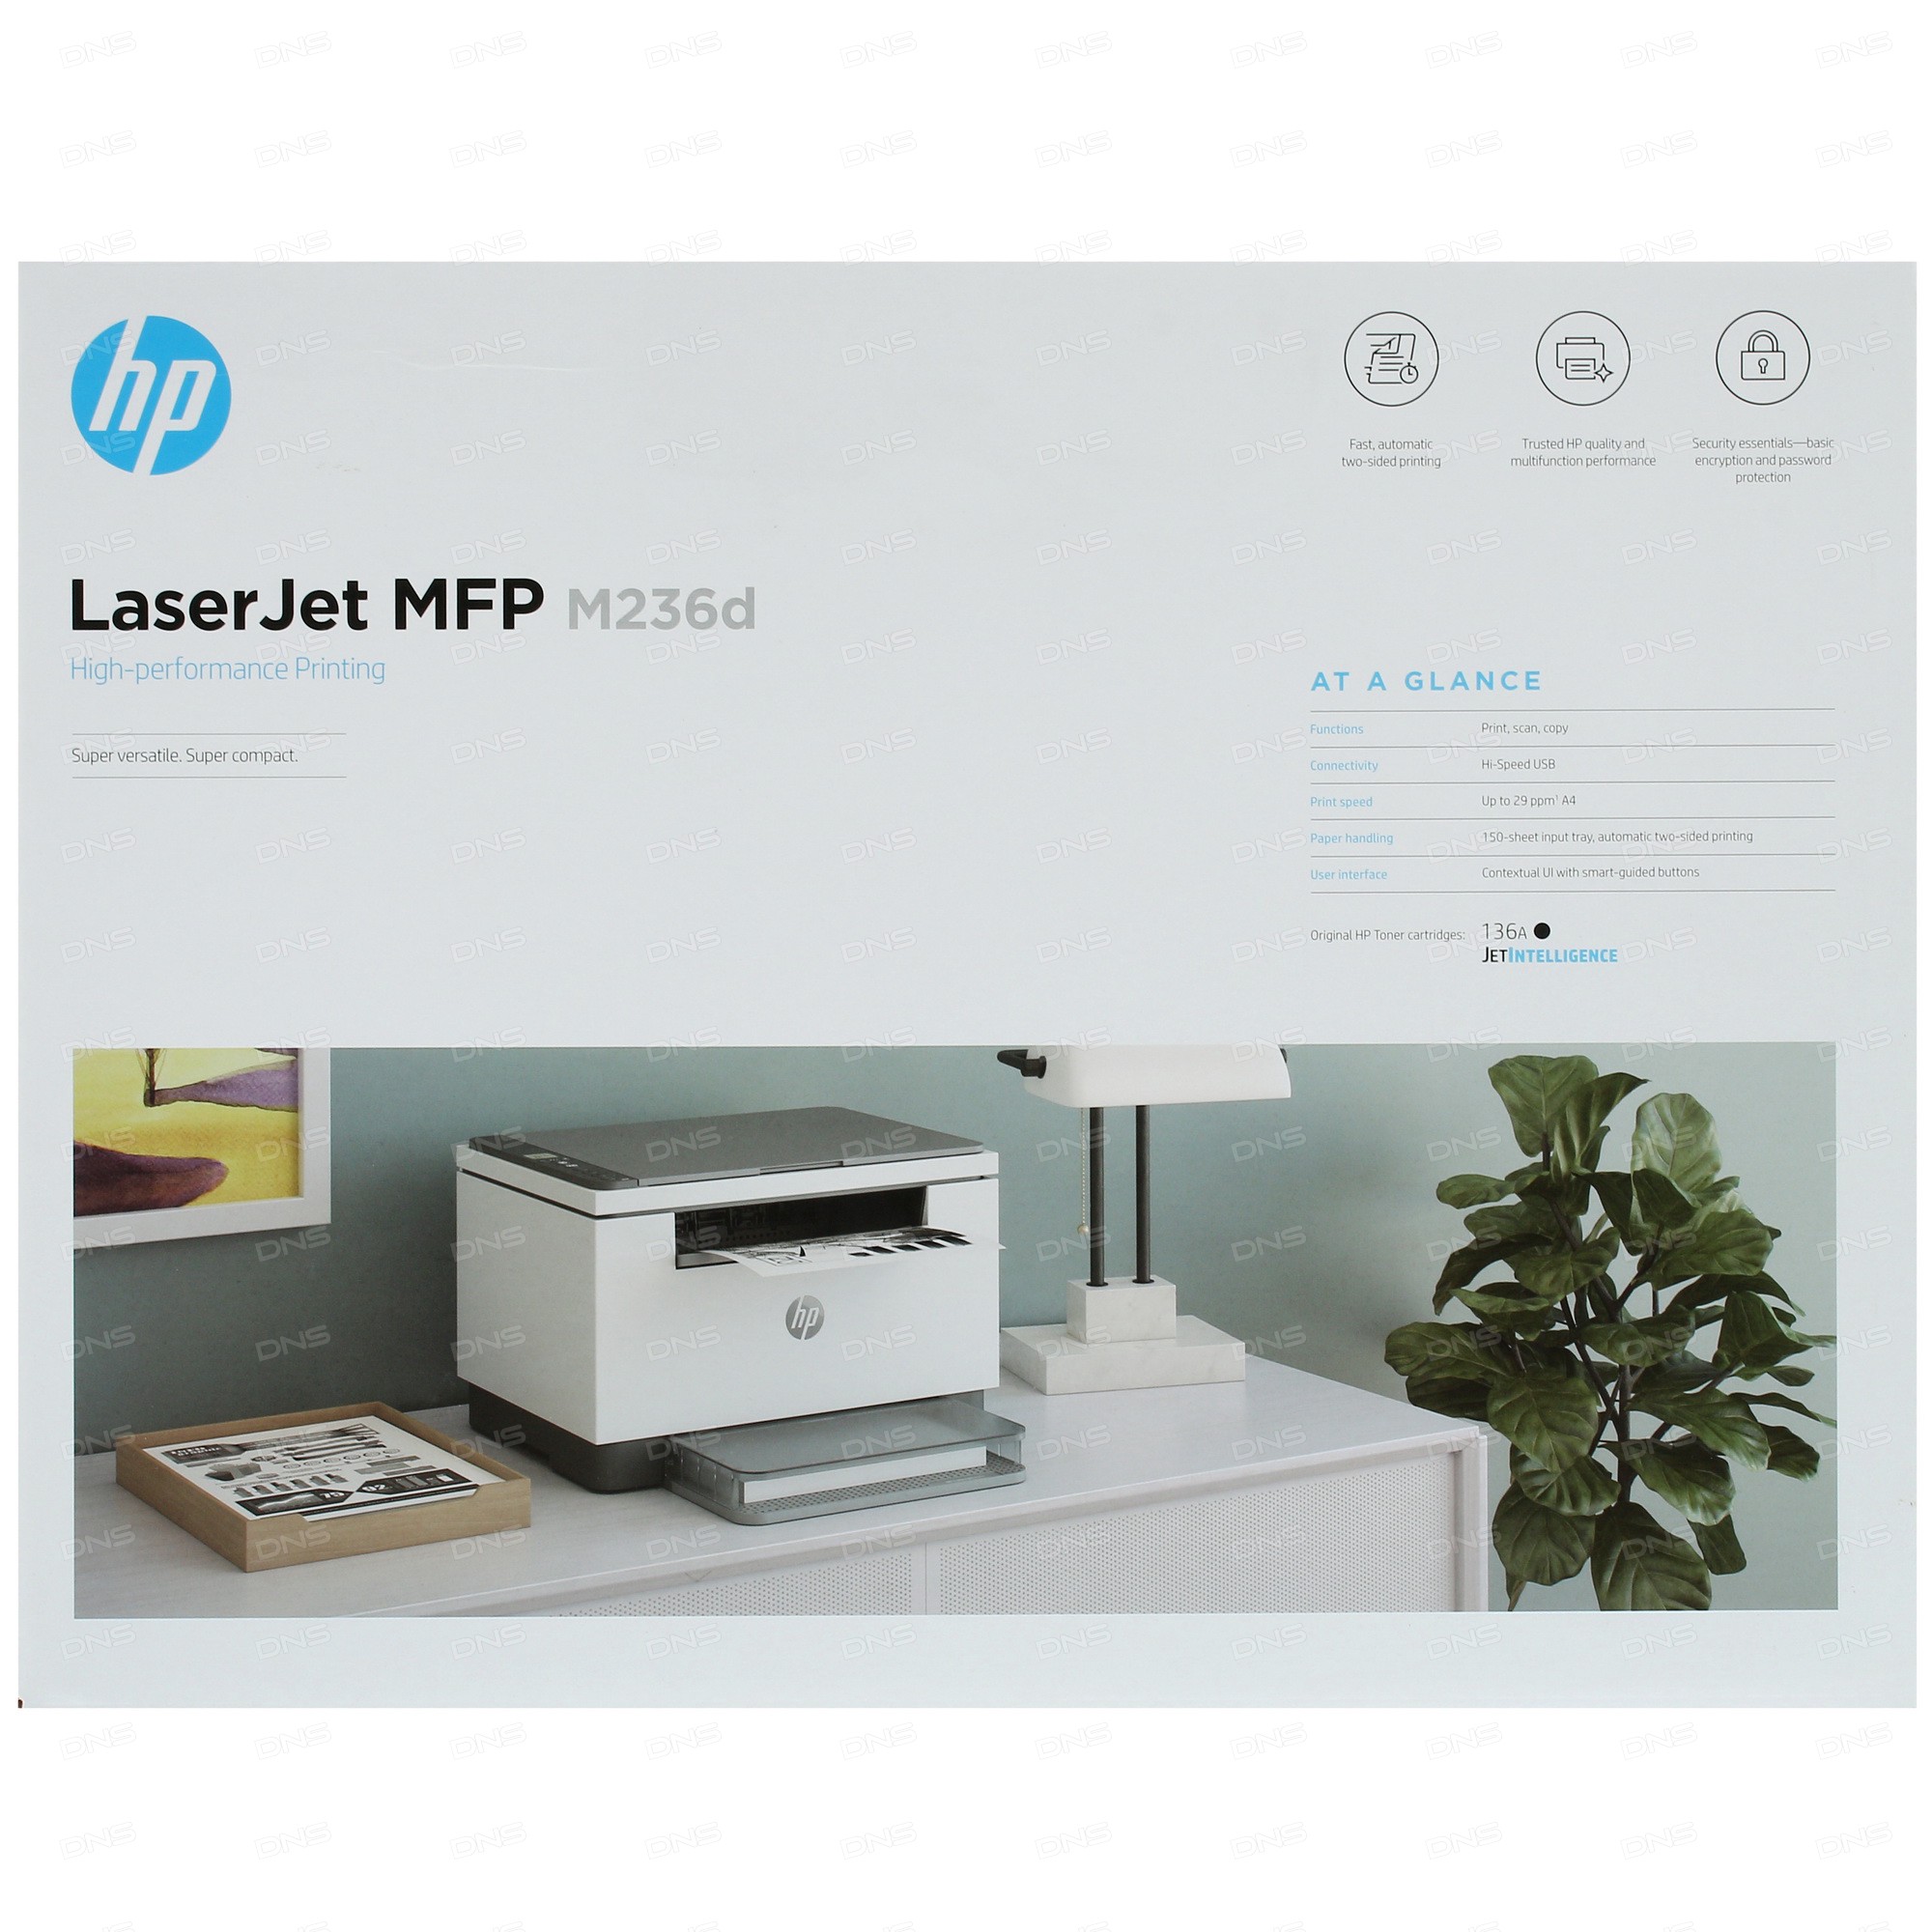 hp
Fast, automatic
two-sided printing
Trusted HP quality and
multifunction performance
Security essentials—basic
encryption and password
protection
LaserJet MFP M236d
High-performance Printing
Super versatile. Super compact.
AT A GLANCE
Functions Print, scan, copy
Connectivity Hi-Speed USB
Print speed Up to 29 ppm¹ A4
Paper handling 150-sheet input tray, automatic two-sided printing
User interface Contextual UI with smart-guided buttons
Original HP Toner cartridges: 136A
JETINTELLIGENCE
hp
DNS